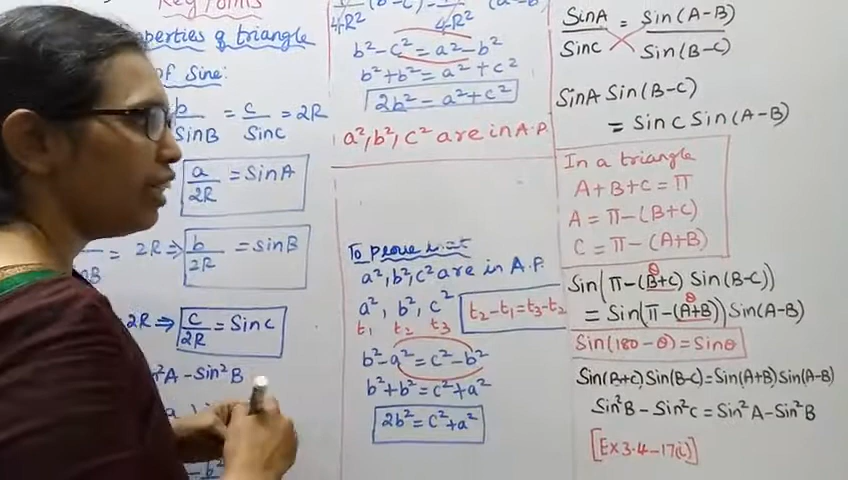 Key Points
properties of triangle
of Sine:
b/SinB = c/Sinc = 2R
a/2R = SinA
= 2R ⇒ b/2R = sinB
2R ⇒ c/2R = Sinc
²A - Sin²B
4R² 4R²
b² - c² = a² - b²
b² + b² = a² + c²
2b² = a² + c²
a², b², c² are in A.P.
To prove
a², b², c² are in A.P.
a², b², c²
t₁ t₂ t₃
t₂-t₁=t₃-t₂
b² - a² = c² - b²
b² + b² = c² + a²
2b² = c² + a²
SinA/Sinc = Sin(A-B)/Sin(B-C)
SinA Sin(B-C)
= Sinc Sin(A-B)
In a triangle
A+B+C = π
A = π-(B+C)
C = π-(A+B)
θ
Sin(π-(B+C) Sin(B-C))
θ
= Sin(π-(A+B)) Sin(A-B)
Sin(180-θ)=Sinθ
Sin(B+C)Sin(B-C)=Sin(A+B)Sin(A-B)
Sin²B - Sin²C = Sin²A - Sin²B
[Ex 3.4-17(i)]